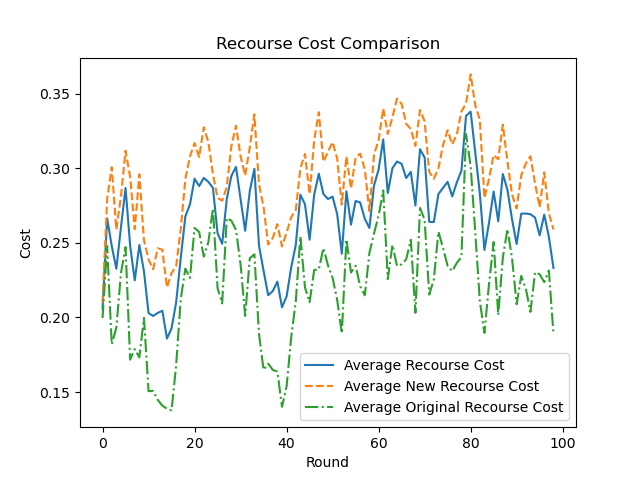 Recourse Cost Comparison
Cost
0.35
0.30
0.25
0.20
0.15
Average Recourse Cost
Average New Recourse Cost
Average Original Recourse Cost
0 20 40 60 80 100
Round